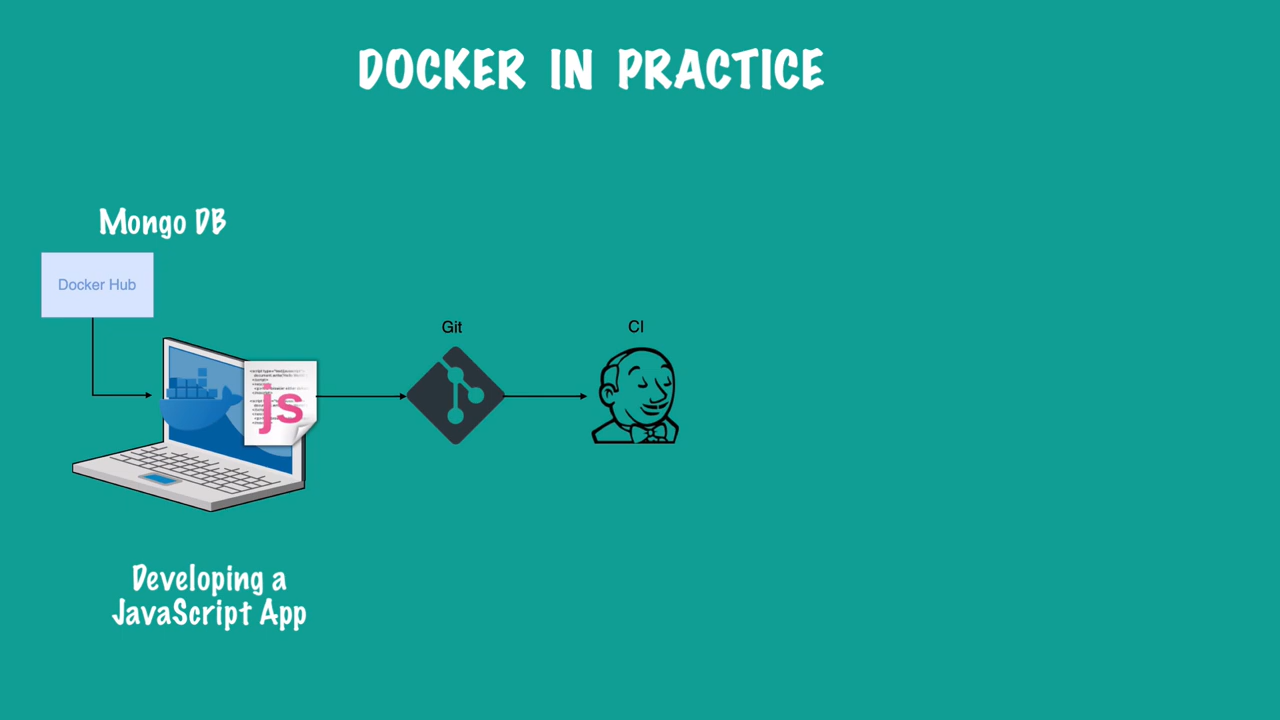 DOCKER IN PRACTICE
Mongo DB
Docker Hub
Git
CI
js
Developing a
JavaScript App